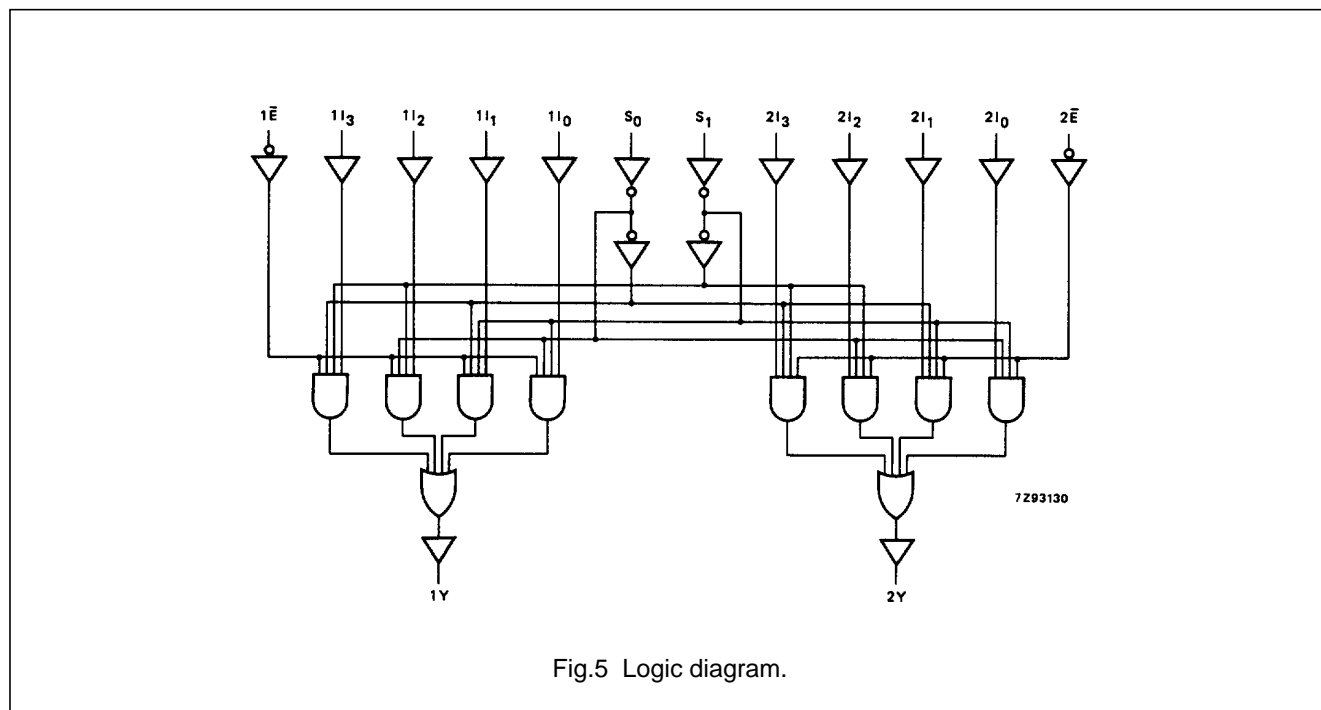 1Ē 1I₃ 1I₂ 1I₁ 1I₀ S₀ S₁ 2I₃ 2I₂ 2I₁ 2I₀ 2Ē
7Z93130
1Y 2Y
Fig.5 Logic diagram.